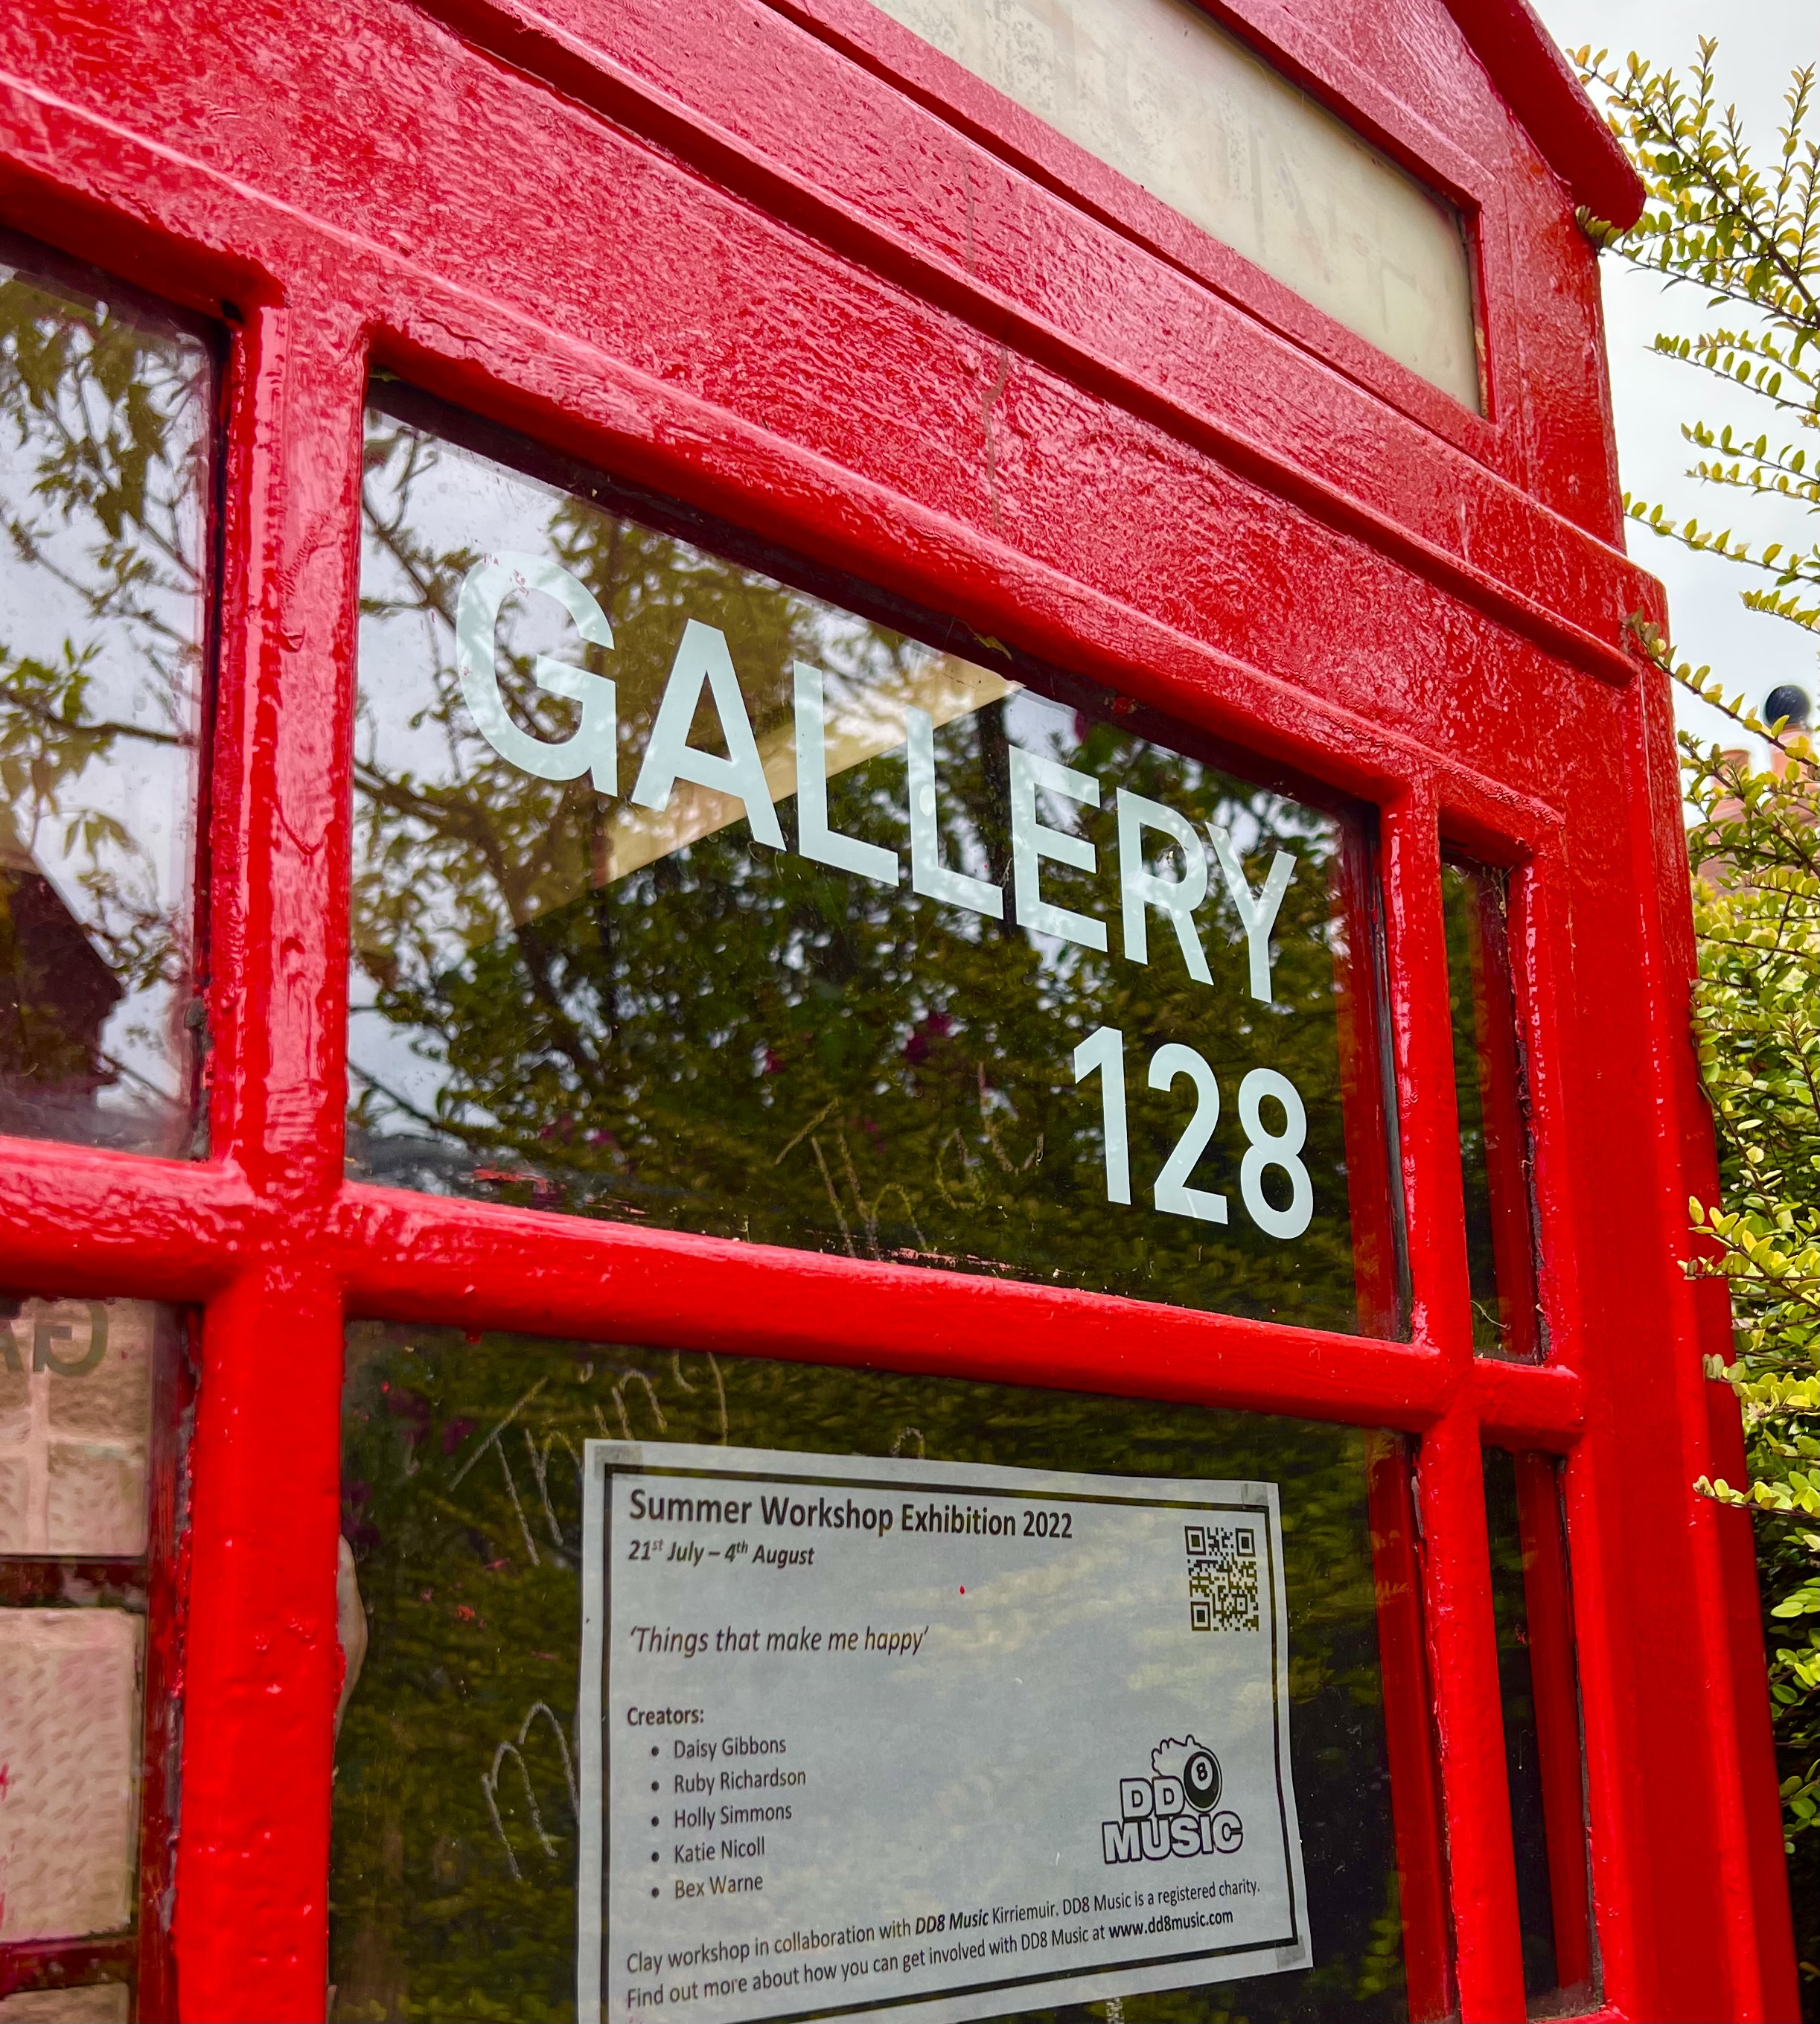 GALLERY
128
Summer Workshop Exhibition 2022
21st July – 4th August
‘Things that make me happy’
Creators:
• Daisy Gibbons
• Ruby Richardson
• Holly Simmons
• Katie Nicoll
• Bex Warne
8
DD
MUSIC
Clay workshop in collaboration with DD8 Music Kirriemuir. DD8 Music is a registered charity.
Find out more about how you can get involved with DD8 Music at www.dd8music.com